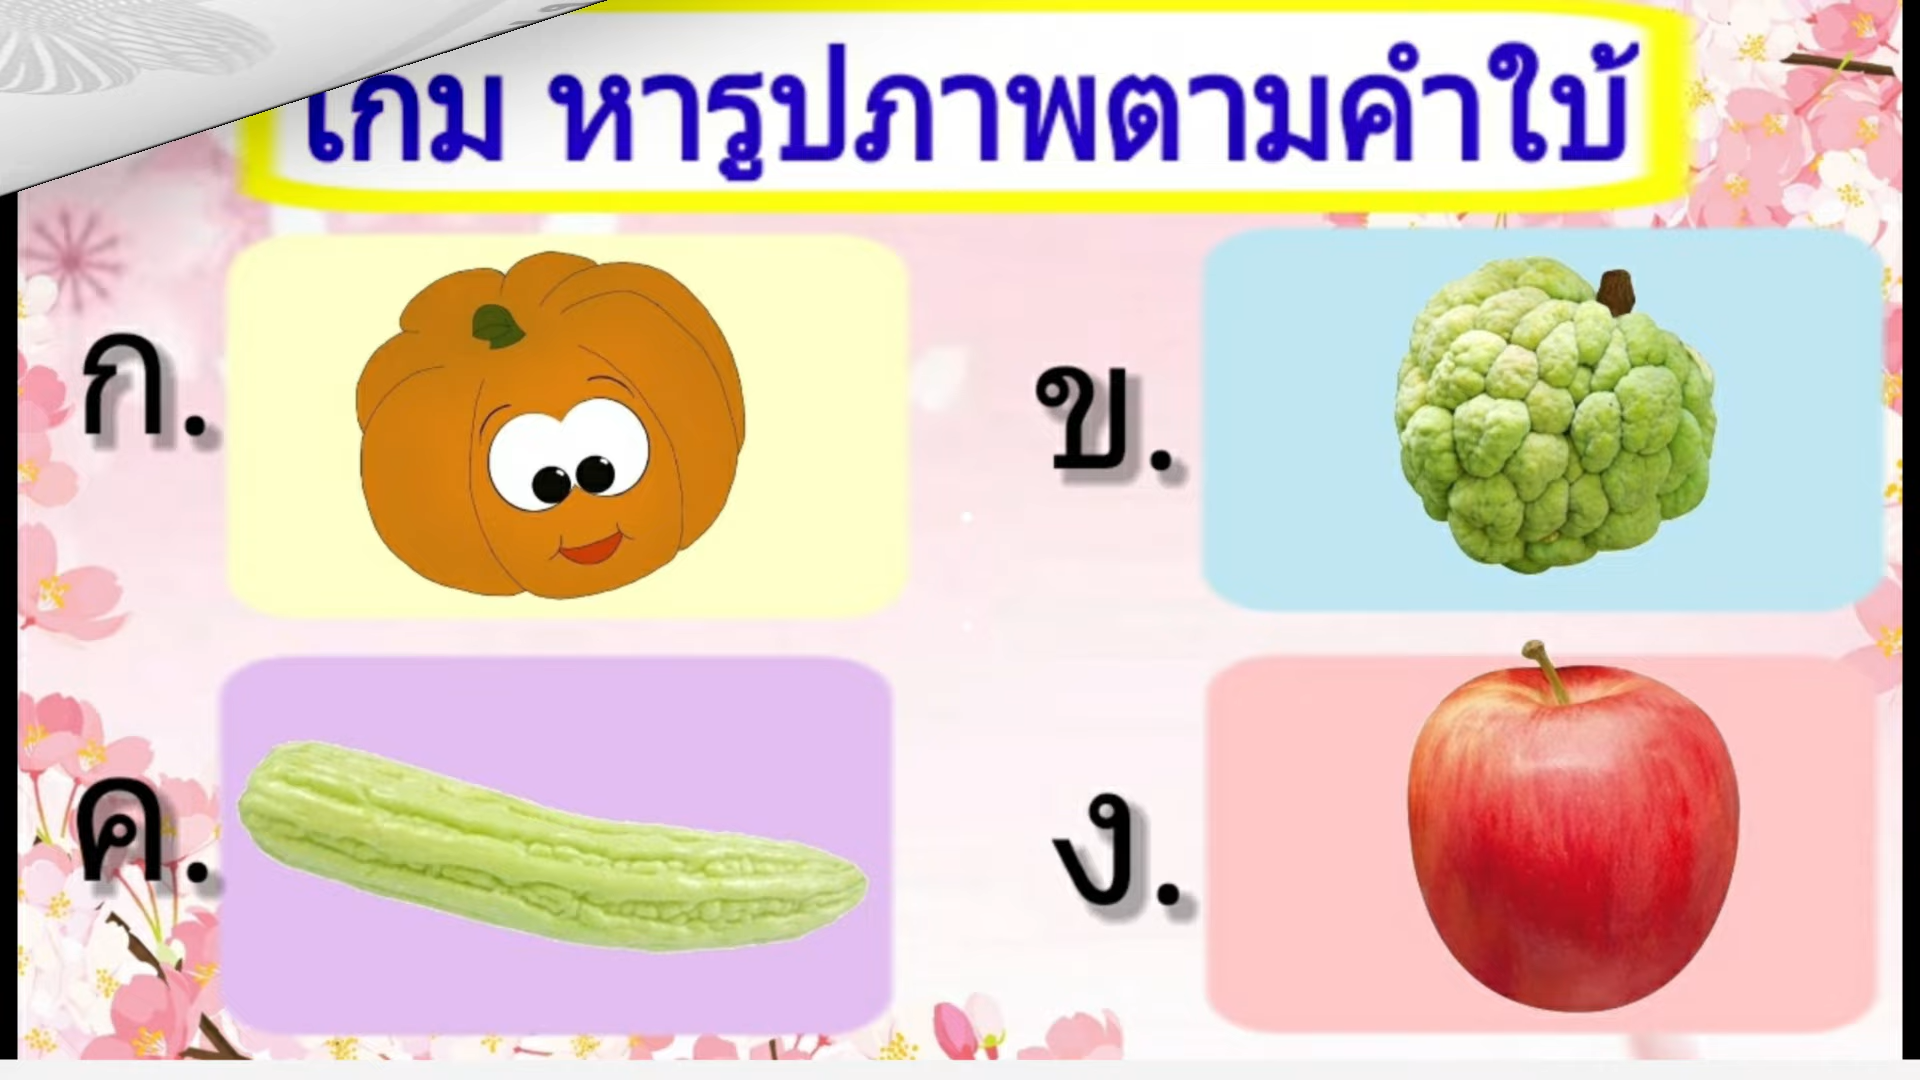 เกม หารูปภาพตามคำใบ้
ก.
ข.
ค.
ง.